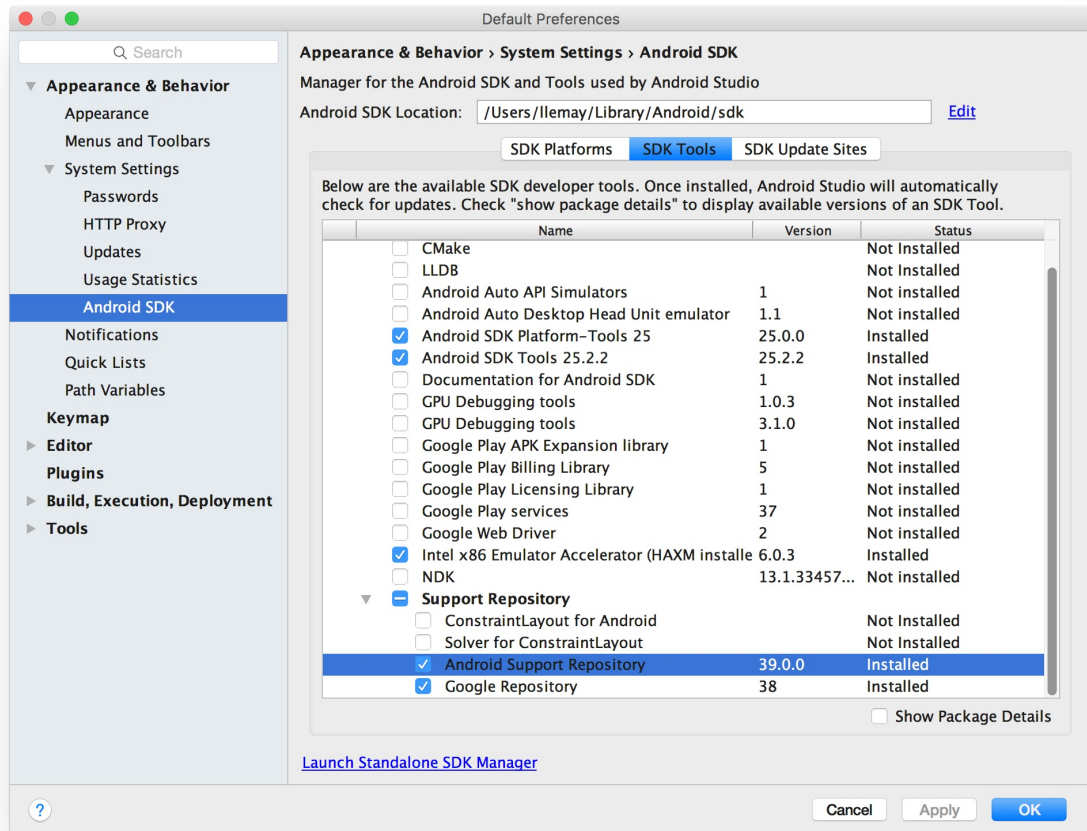 Default Preferences
Search
Appearance & Behavior
Appearance
Menus and Toolbars
System Settings
Passwords
HTTP Proxy
Updates
Usage Statistics
Android SDK
Notifications
Quick Lists
Path Variables
Keymap
Editor
Plugins
Build, Execution, Deployment
Tools
Appearance & Behavior › System Settings › Android SDK
Manager for the Android SDK and Tools used by Android Studio
Android SDK Location: /Users/llemay/Library/Android/sdk Edit
SDK Platforms SDK Tools SDK Update Sites
Below are the available SDK developer tools. Once installed, Android Studio will automatically
check for updates. Check "show package details" to display available versions of an SDK Tool.
Name Version Status
CMake Not Installed
LLDB Not Installed
Android Auto API Simulators 1 Not installed
Android Auto Desktop Head Unit emulator 1.1 Not installed
Android SDK Platform-Tools 25 25.0.0 Installed
Android SDK Tools 25.2.2 25.2.2 Installed
Documentation for Android SDK 1 Not installed
GPU Debugging tools 1.0.3 Not installed
GPU Debugging tools 3.1.0 Not installed
Google Play APK Expansion library 1 Not installed
Google Play Billing Library 5 Not installed
Google Play Licensing Library 1 Not installed
Google Play services 37 Not installed
Google Web Driver 2 Not installed
Intel x86 Emulator Accelerator (HAXM installe 6.0.3 Installed
NDK 13.1.33457... Not installed
Support Repository
ConstraintLayout for Android Not Installed
Solver for ConstraintLayout Not Installed
Android Support Repository 39.0.0 Installed
Google Repository 38 Installed
Show Package Details
Launch Standalone SDK Manager
? Cancel Apply OK